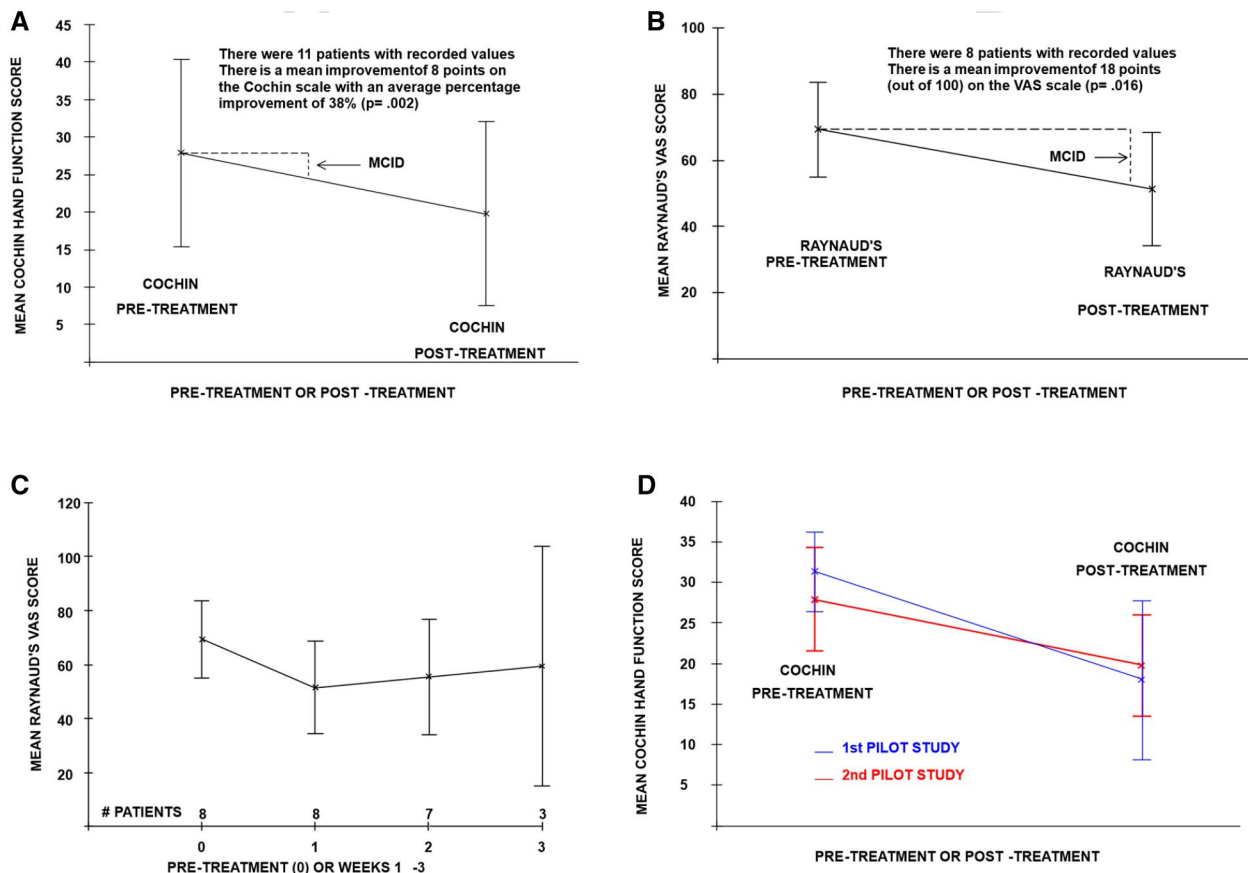 A
MEAN COCHIN HAND FUNCTION SCORE
45
40
35
30
25
20
15
10
5
There were 11 patients with recorded values
There is a mean improvementof 8 points on
the Cochin scale with an average percentage
improvement of 38% (p= .002)
MCID
COCHIN
PRE-TREATMENT
COCHIN
POST-TREATMENT
PRE-TREATMENT OR POST -TREATMENT
B
MEAN RAYNAUD'S VAS SCORE
100
80
60
40
20
There were 8 patients with recorded values
There is a mean improvementof 18 points
(out of 100) on the VAS scale (p= .016)
MCID
RAYNAUD'S
PRE-TREATMENT
RAYNAUD'S
POST-TREATMENT
PRE-TREATMENT OR POST -TREATMENT
C
MEAN RAYNAUD'S VAS SCORE
120
100
80
60
40
20
# PATIENTS 8 8 7 3
0 1 2 3
PRE-TREATMENT (0) OR WEEKS 1 -3
D
MEAN COCHIN HAND FUNCTION SCORE
40
35
30
25
20
15
10
5
COCHIN
PRE-TREATMENT
COCHIN
POST-TREATMENT
1st PILOT STUDY
2nd PILOT STUDY
PRE-TREATMENT OR POST -TREATMENT